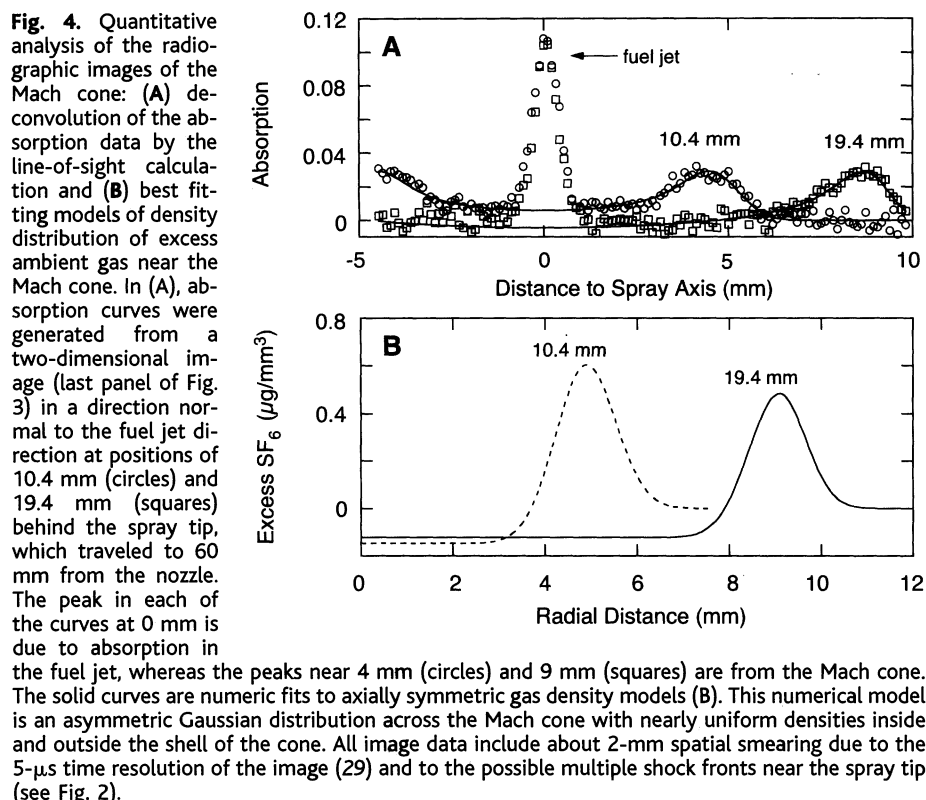 Fig. 4. Quantitative
analysis of the radio-
graphic images of the
Mach cone: (A) de-
convolution of the ab-
sorption data by the
line-of-sight calcula-
tion and (B) best fit-
ting models of density
distribution of excess
ambient gas near the
Mach cone. In (A), ab-
sorption curves were
generated from a
two-dimensional im-
age (last panel of Fig.
3) in a direction nor-
mal to the fuel jet di-
rection at positions of
10.4 mm (circles) and
19.4 mm (squares)
behind the spray tip,
which traveled to 60
mm from the nozzle.
The peak in each of
the curves at 0 mm is
due to absorption in
the fuel jet, whereas the peaks near 4 mm (circles) and 9 mm (squares) are from the Mach cone.
The solid curves are numeric fits to axially symmetric gas density models (B). This numerical model
is an asymmetric Gaussian distribution across the Mach cone with nearly uniform densities inside
and outside the shell of the cone. All image data include about 2-mm spatial smearing due to the
5-μs time resolution of the image (29) and to the possible multiple shock fronts near the spray tip
(see Fig. 2).
0.12
A
fuel jet
0.08
Absorption
10.4 mm
19.4 mm
0.04
0
-5
0
5
10
Distance to Spray Axis (mm)
0.8
B
10.4 mm
19.4 mm
Excess SF6 (μg/mm3)
0.4
0
0
2
4
6
8
10
12
Radial Distance (mm)